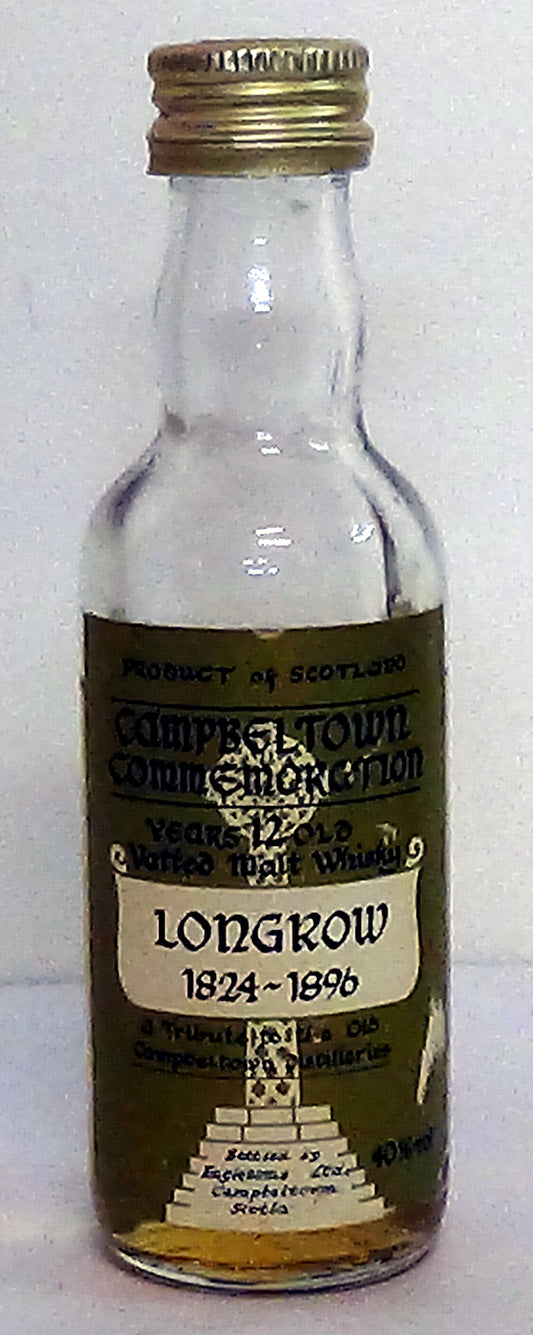 PRODUCT of SCOTLAND
CAMPBELTOWN
COMMEMORATION
YEARS 12 OLD
Vatted Malt Whisky
LONGROW
1824~1896
a Tribute to the Old
Campbeltown Distilleries
Bottled by
Eaglesome Ltd.
Campbeltown
Scotia
40% vol